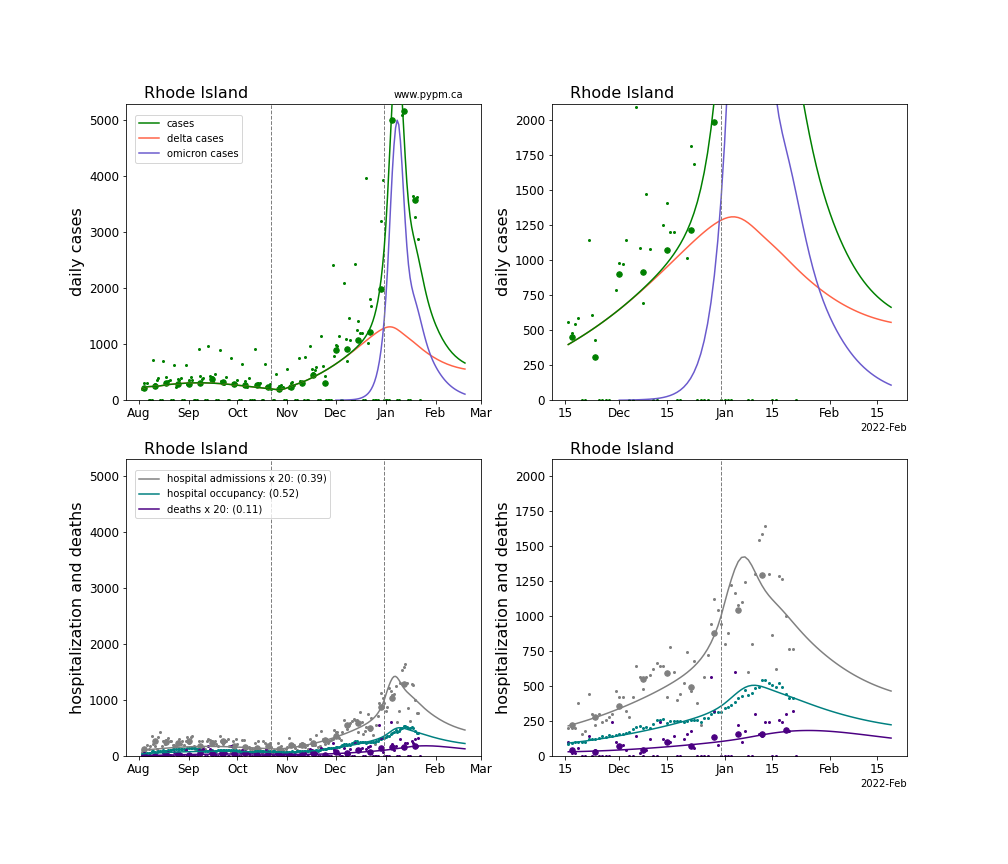 Rhode Island
www.pypm.ca
cases
delta cases
omicron cases
daily cases
5000
4000
3000
2000
1000
0
Aug Sep Oct Nov Dec Jan Feb Mar
Rhode Island
daily cases
2000
1750
1500
1250
1000
750
500
250
0
15 Dec 15 Jan 15 Feb 15
2022-Feb
Rhode Island
hospital admissions x 20: (0.39)
hospital occupancy: (0.52)
deaths x 20: (0.11)
hospitalization and deaths
5000
4000
3000
2000
1000
0
Aug Sep Oct Nov Dec Jan Feb Mar
Rhode Island
hospitalization and deaths
2000
1750
1500
1250
1000
750
500
250
0
15 Dec 15 Jan 15 Feb 15
2022-Feb